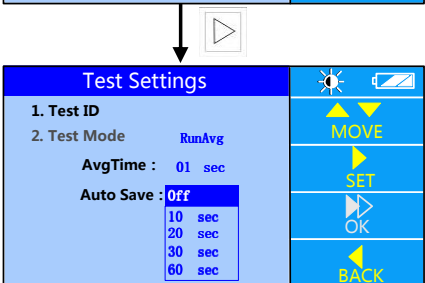 Test Settings
1. Test ID
2. Test Mode RunAvg
AvgTime : 01 sec
Auto Save : Off
10 sec
20 sec
30 sec
60 sec
MOVE
SET
OK
BACK